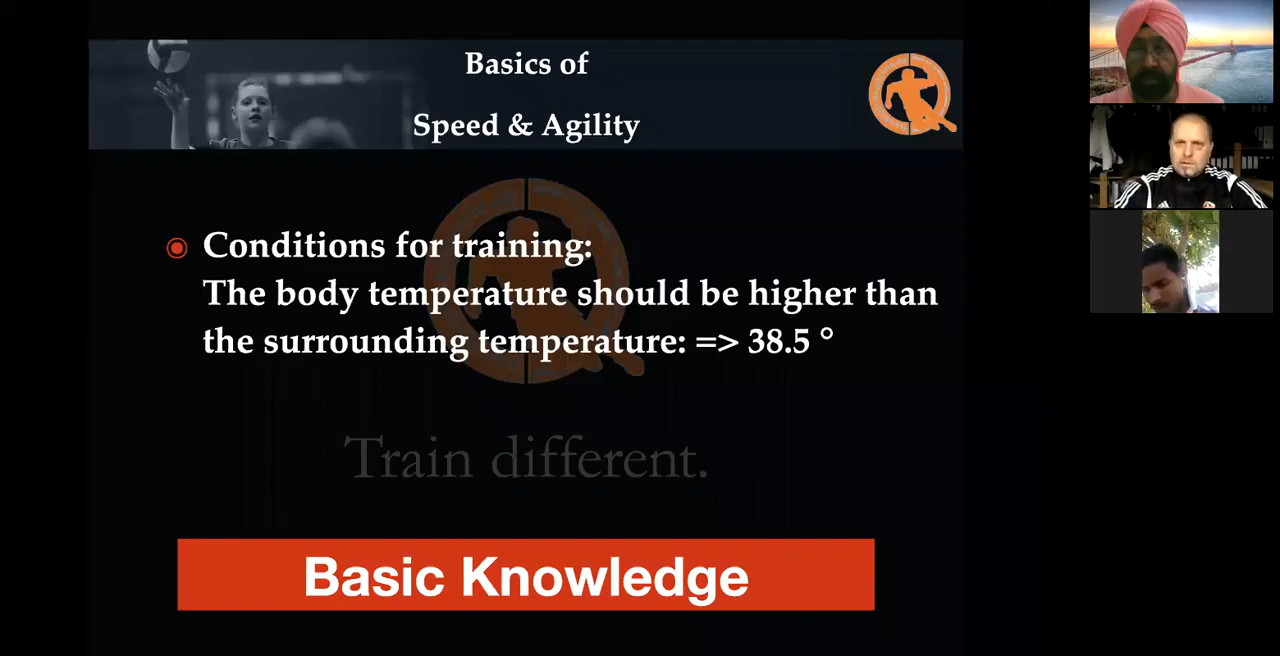 Basics of
Speed & Agility
Conditions for training:
The body temperature should be higher than
the surrounding temperature: => 38.5 °
Train different.
Basic Knowledge